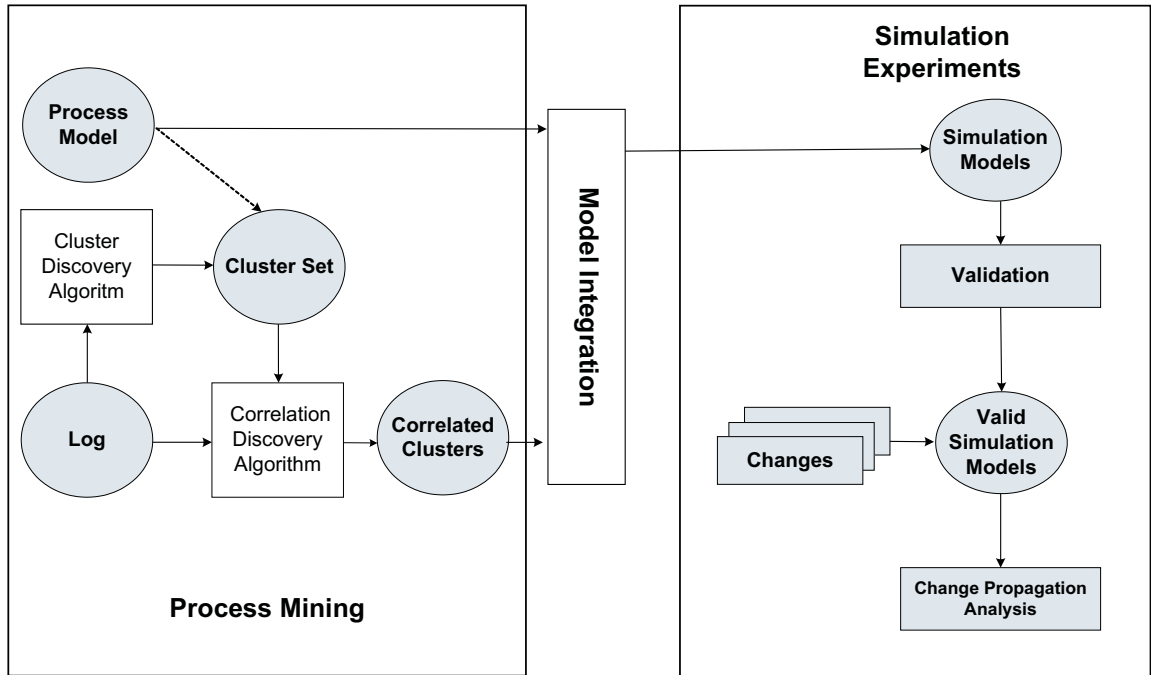 Process
Model
Cluster
Discovery
Algoritm
Cluster Set
Log
Correlation
Discovery
Algorithm
Correlated
Clusters
Process Mining
Model Integration
Simulation
Experiments
Simulation
Models
Validation
Changes
Valid
Simulation
Models
Change Propagation
Analysis